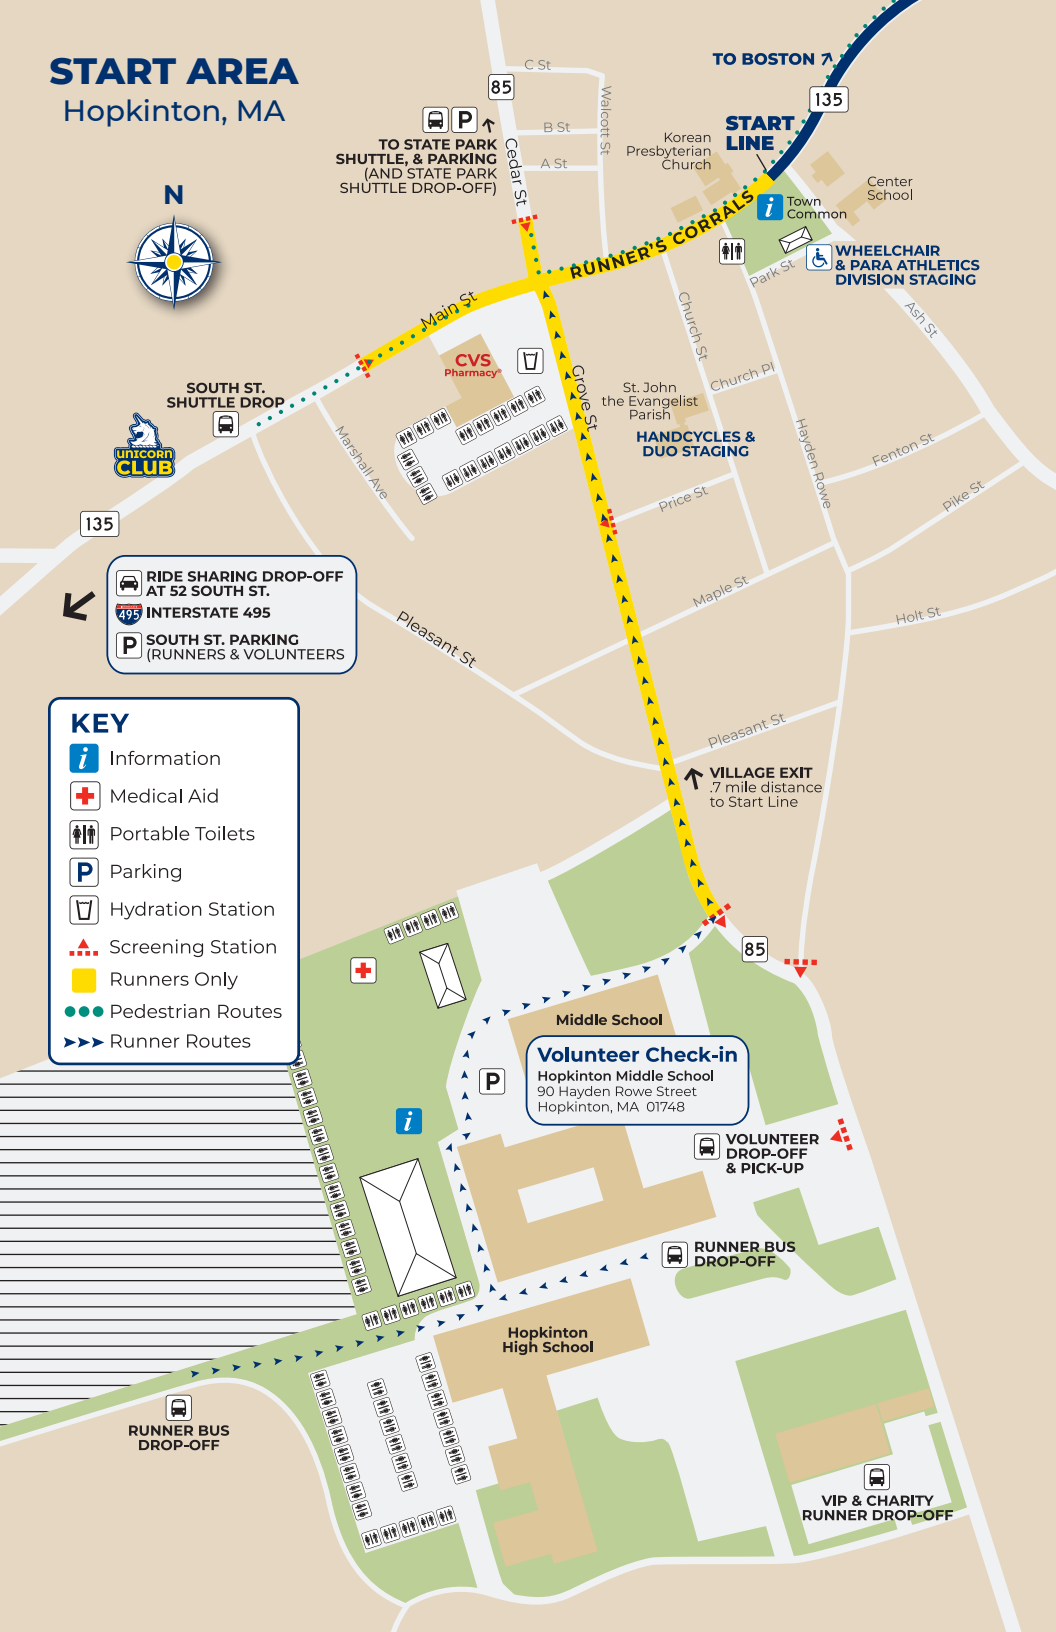 START AREA
Hopkinton, MA
N
85
C St
Walcott St
B St
A St
Cedar St
TO STATE PARK
SHUTTLE, & PARKING
(AND STATE PARK
SHUTTLE DROP-OFF)
P
TO BOSTON
135
START
LINE
Korean
Presbyterian
Church
Center
School
i
Town
Common
RUNNER'S CORRALS
WHEELCHAIR
& PARA ATHLETICS
DIVISION STAGING
Park St
Ash St
Main St
CVS
Pharmacy®
Grove St
Church St
Church Pl
St. John
the Evangelist
Parish
HANDCYCLES &
DUO STAGING
Hayden Rowe
Fenton St
Pike St
Price St
SOUTH ST.
SHUTTLE DROP
UNICORN
CLUB
Marshall Ave
135
RIDE SHARING DROP-OFF
AT 52 SOUTH ST.
495
INTERSTATE 495
P
SOUTH ST. PARKING
(RUNNERS & VOLUNTEERS
Pleasant St
Maple St
Holt St
Pleasant St
VILLAGE EXIT
.7 mile distance
to Start Line
KEY
i
Information
Medical Aid
Portable Toilets
P
Parking
Hydration Station
Screening Station
Runners Only
Pedestrian Routes
Runner Routes
85
Middle School
Volunteer Check-in
Hopkinton Middle School
90 Hayden Rowe Street
Hopkinton, MA 01748
P
i
VOLUNTEER
DROP-OFF
& PICK-UP
RUNNER BUS
DROP-OFF
Hopkinton
High School
RUNNER BUS
DROP-OFF
VIP & CHARITY
RUNNER DROP-OFF